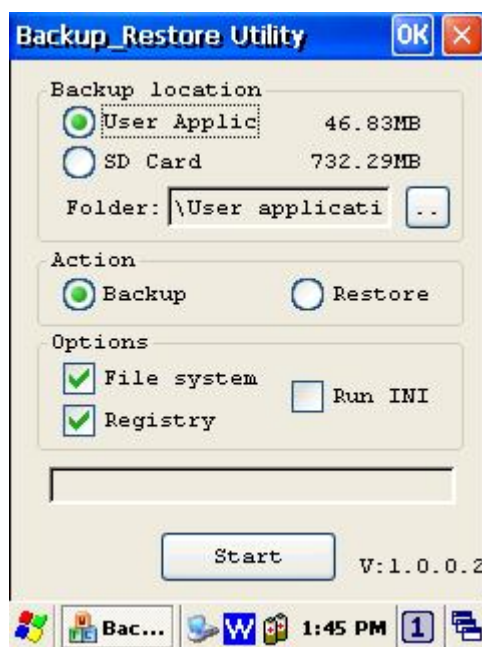 Backup_Restore Utility OK
Backup location
User Applic 46.83MB
SD Card 732.29MB
Folder: \User applicati ..
Action
Backup Restore
Options
File system
Run INI
Registry
Start
V:1.0.0.2
Bac... W 1:45 PM 1